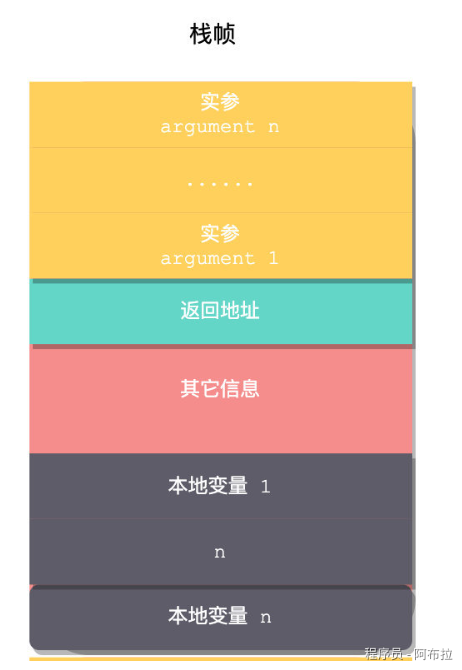 栈帧
实参
argument n
......
实参
argument 1
返回地址
其它信息
本地变量 1
n
本地变量 n
程序员-阿布拉